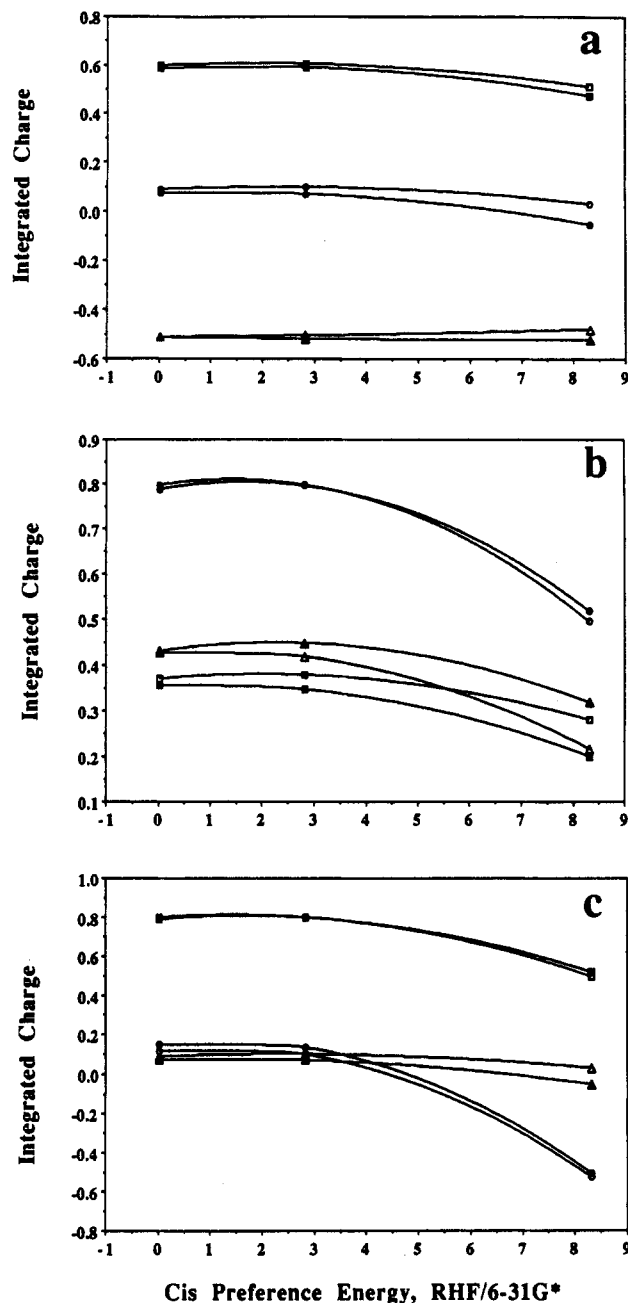 a
0.8
0.6
0.4
0.2
0.0
-0.2
-0.4
-0.6
Integrated Charge
-1 0 1 2 3 4 5 6 7 8 9
b
0.9
0.8
0.7
0.6
0.5
0.4
0.3
0.2
0.1
Integrated Charge
-1 0 1 2 3 4 5 6 7 8 9
c
1.0
0.8
0.6
0.4
0.2
0.0
-0.2
-0.4
-0.6
-0.8
Integrated Charge
-1 0 1 2 3 4 5 6 7 8 9
Cis Preference Energy, RHF/6-31G*